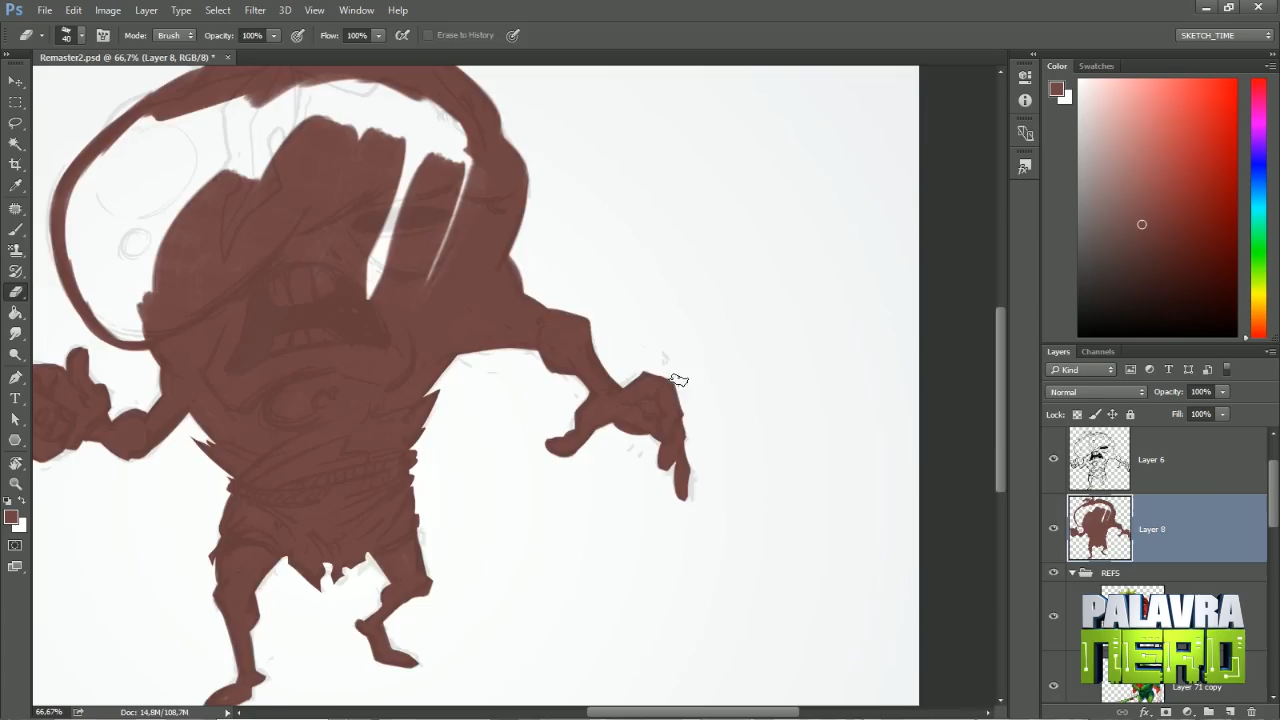 Ps File Edit Image Layer Type Select Filter 3D View Window Help
40 Mode: Brush Opacity: 100% Flow: 100% Erase to History SKETCH_TIME
Remaster2.psd @ 66,7% (Layer 8, RGB/8) * ×
Color Swatches
Layers Channels
Kind
Normal Opacity: 100%
Lock: Fill: 100%
Layer 6
Layer 8
REFS
PALAVRA
NERD
Layer 71 copy
66,67% Doc: 14,8M/108,7M